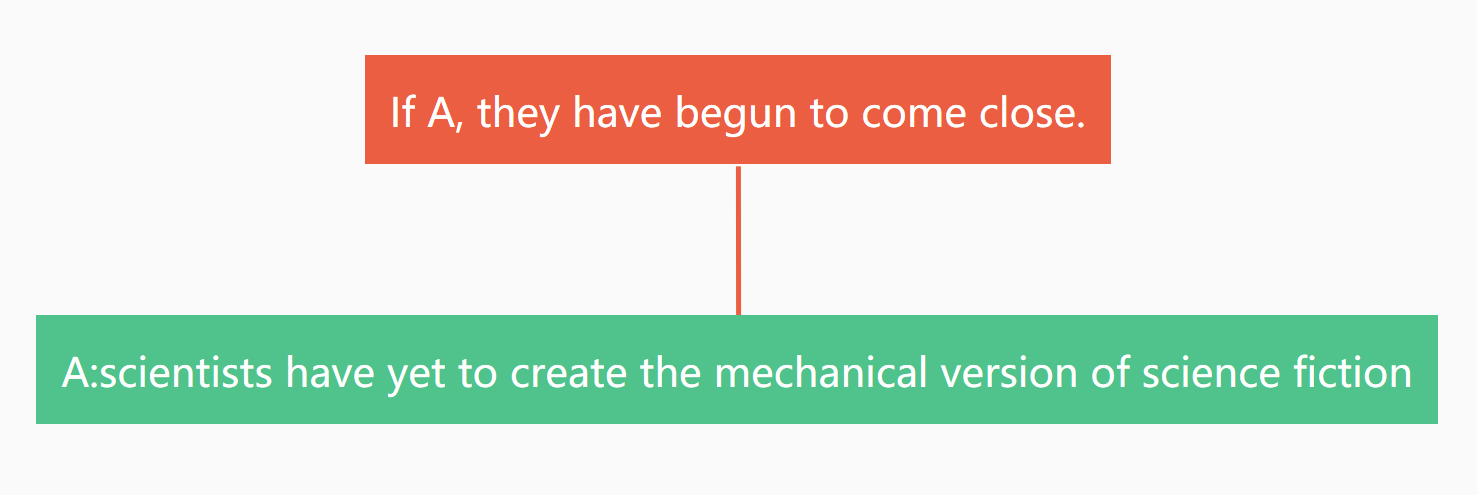 If A, they have begun to come close.
A:scientists have yet to create the mechanical version of science fiction